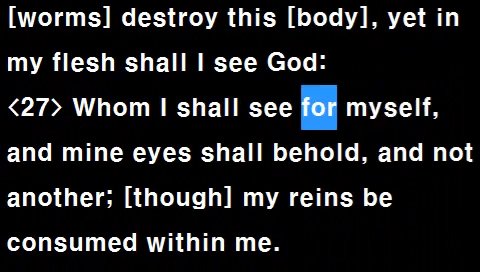 [worms] destroy this [body], yet in
my flesh shall I see God:
<27> Whom I shall see for myself,
and mine eyes shall behold, and not
another; [though] my reins be
consumed within me.